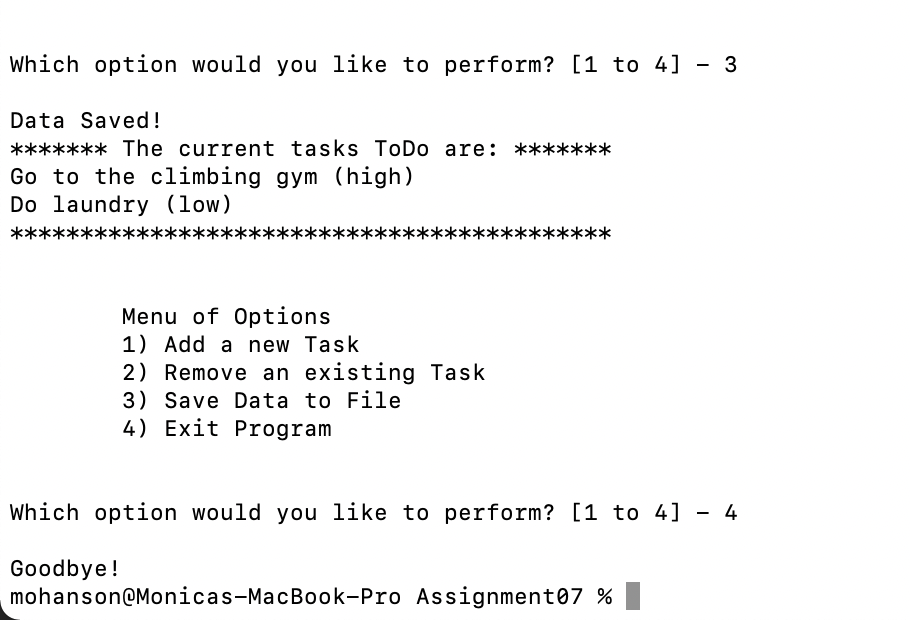 Which option would you like to perform? [1 to 4] - 3
Data Saved!
******* The current tasks ToDo are: *******
Go to the climbing gym (high)
Do laundry (low)
*******************************************
Menu of Options
1) Add a new Task
2) Remove an existing Task
3) Save Data to File
4) Exit Program
Which option would you like to perform? [1 to 4] - 4
Goodbye!
mohanson@Monicas-MacBook-Pro Assignment07 %